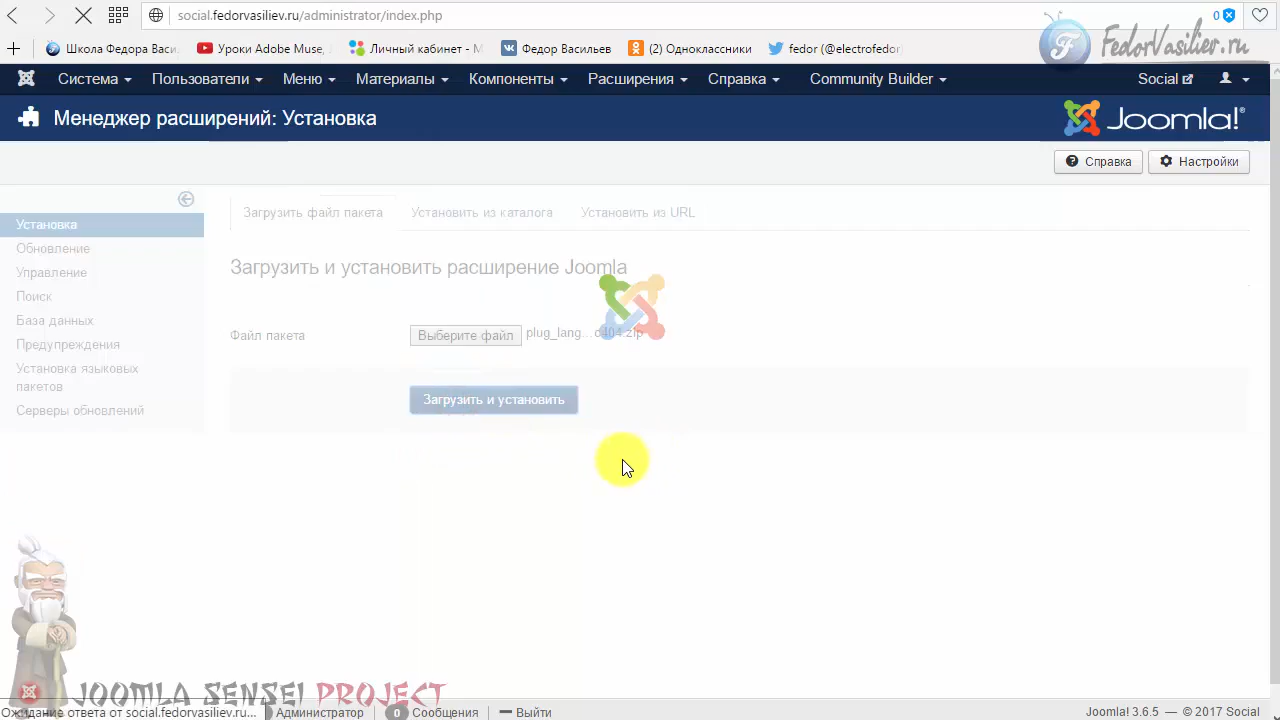 social.fedorvasiliev.ru/administrator/index.php
0
Школа Федора Васи.
Уроки Adobe Muse,
Личный кабинет - М
Федор Васильев
(2) Одноклассники
fedor (@electrofedor
FedorVasiliev.ru
Система
Пользователи
Меню
Материалы
Компоненты
Расширения
Справка
Community Builder
Social
Менеджер расширений: Установка
Joomla!®
Справка
Настройки
Загрузить файл пакета
Установить из каталога
Установить из URL
Установка
Обновление
Управление
Поиск
База данных
Предупреждения
Установка языковых
пакетов
Серверы обновлений
Загрузить и установить расширение Joomla
Файл пакета
Выберите файл
plug_lang...o404.zip
Загрузить и установить
JOOMLA SENSEI PROJECT
Ожидание ответа от social.fedorvasiliev.ru...
Администратор
0 Сообщения
Выйти
Joomla! 3.6.5 — © 2017 Social